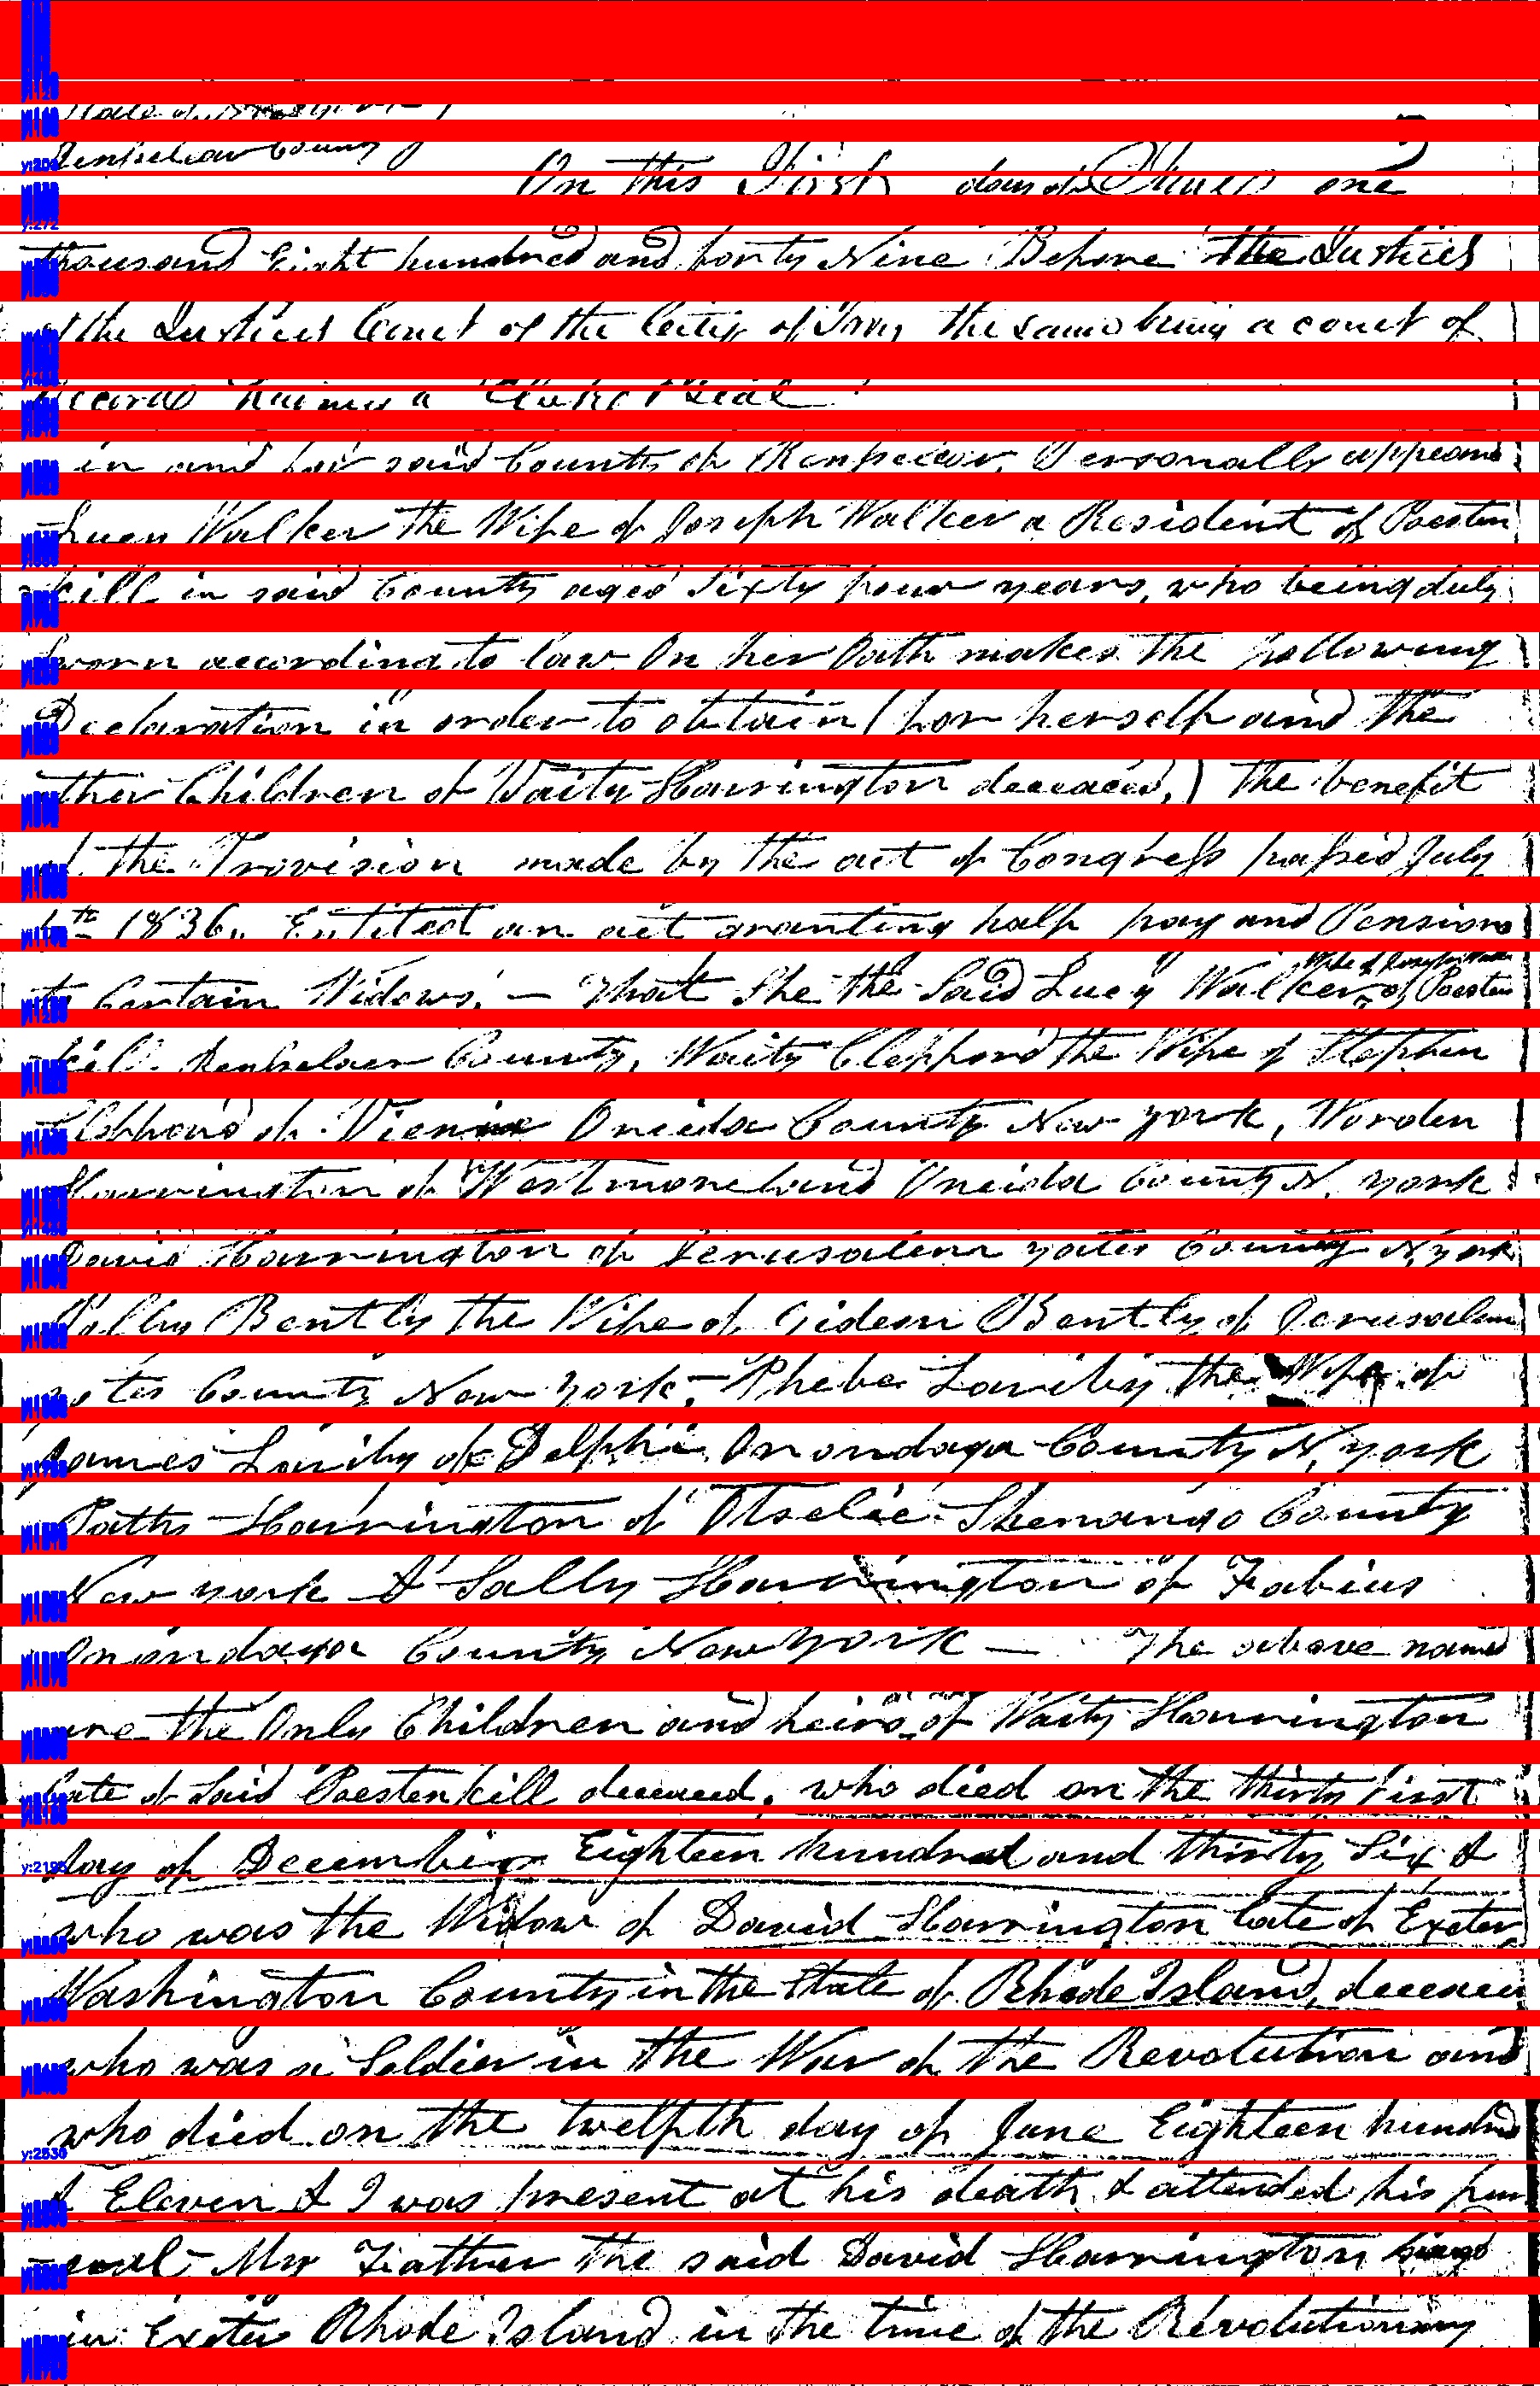 State of New York
Rensselaer County
On this First day of one
thousand Eight hundred and forty Nine Before the Justices
of the Justices Court of the City of Troy the same being a court of
Record having a Clerk & Seal
in and for said County of Rensselaer, Personally appeared
Lucy Walker the Wife of Joseph Walker a Resident of Poesten
kill in said County aged Sixty four years, who being duly
sworn according to law On her Oath makes the following
Declaration in order to obtain (for herself and the
other Children of Waity Harrington deceased,) the benefit
of the Provision made by the act of Congress passed July
4th 1836. Entitled an act granting half pay and Pensions
to Certain Widows. — That She the Said Lucy Walker, Wife of Joseph Walker of Poesten
kill Rensselaer County, Waity Clifford the Wife of Stephen
Clifford of Vienna Oneida County New York, Worden
Harrington of Westmoreland Oneida County N. York
David Harrington of Jerusalem Yates County N York
Polly Bently the Wife of Gideon Bently of Jerusalem
Yates County New York, Phebe the Wife of
James of Delphi Onondaga County N. York
Harrington of Otselic Shenango County
New York & Sally Harrington of Fabius
Onondaga County New York — The above named
are the Only Children and heirs of Waity Harrington
late of Said Poestenkill deceased, who died on the thirty first
day of December Eighteen hundred and thirty Six &
who was the Widow of David Harrington late of Exeter
Washington County in the State of Rhode Island, deceased
who was a Soldier in the War of the Revolution and
who died on the twelfth day of June Eighteen hundred
& Eleven & I was present at his death & attended his fun
eral My Father the said David Harrington
in Exeter Rhode Island in the time of the Revolutionary